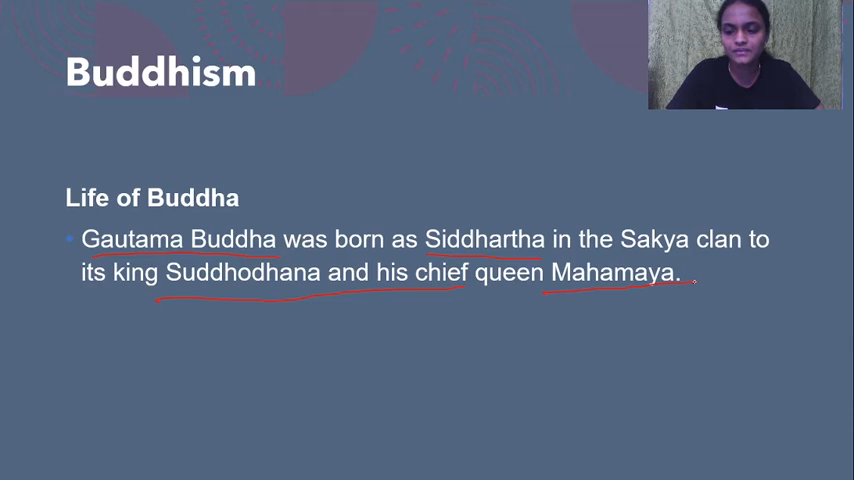 Buddhism
Life of Buddha
• Gautama Buddha was born as Siddhartha in the Sakya clan to
its king Suddhodhana and his chief queen Mahamaya.